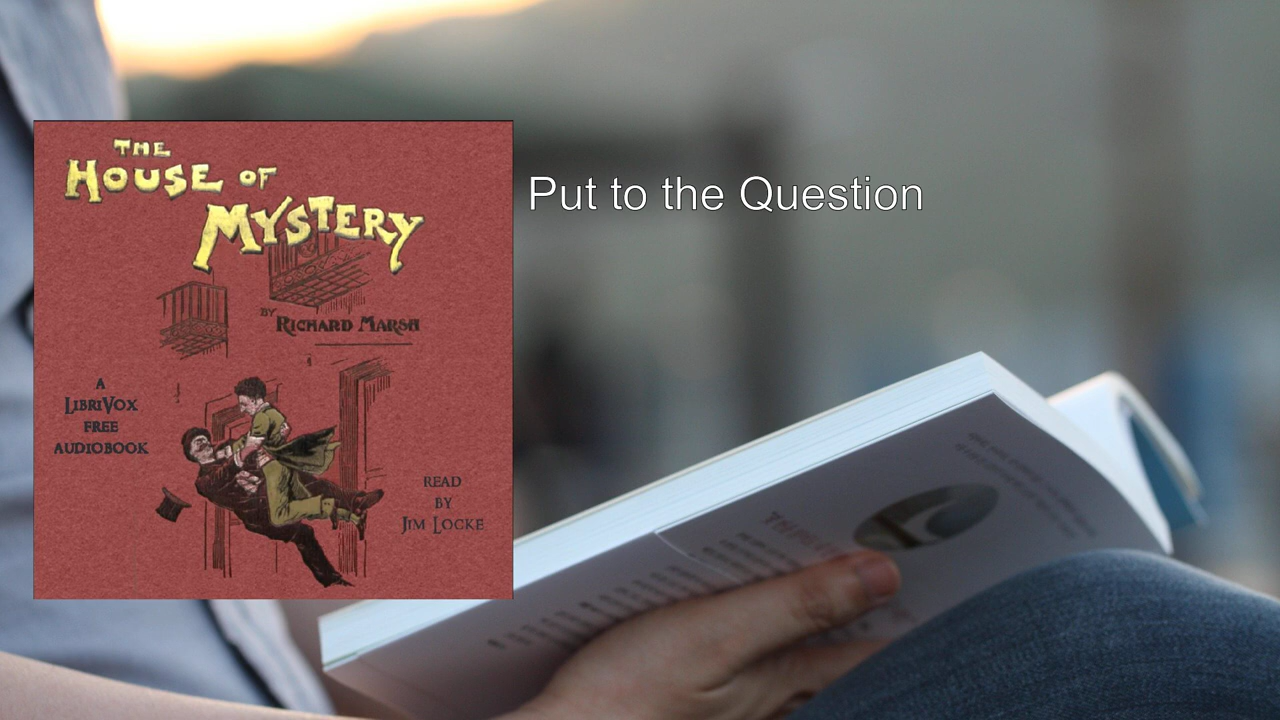 THE
HOUSE OF
MYSTERY
BY RICHARD MARSH
A
LIBRIVOX
FREE
AUDIOBOOK
READ
BY
JIM LOCKE
Put to the Question